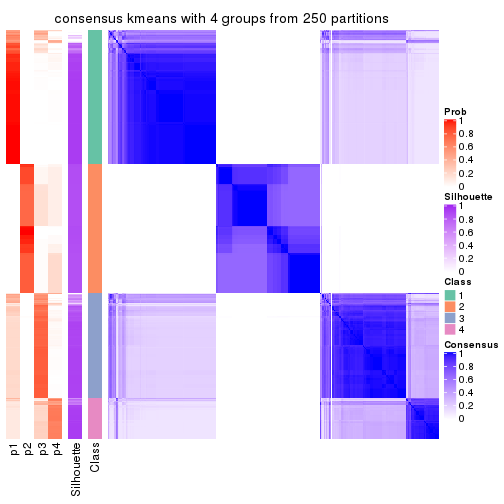 consensus kmeans with 4 groups from 250 partitions
Prob
1
0.8
0.6
0.4
0.2
0
Silhouette
1
0.8
0.6
0.4
0.2
0
Class
1
2
3
4
Consensus
1
0.8
0.6
0.4
0.2
0
p1
p2
p3
p4
Silhouette
Class